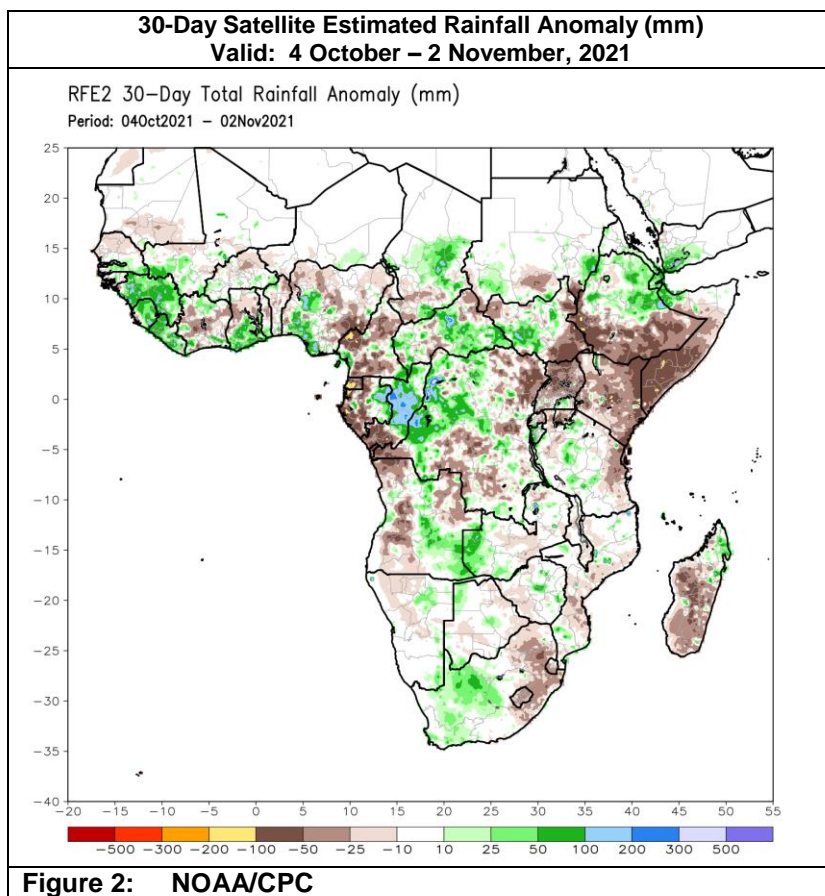 30-Day Satellite Estimated Rainfall Anomaly (mm)
Valid: 4 October – 2 November, 2021
RFE2 30-Day Total Rainfall Anomaly (mm)
Period: 04Oct2021 – 02Nov2021
25
20
15
10
5
0
-5
-10
-15
-20
-25
-30
-35
-40
-20 -15 -10 -5 0 5 10 15 20 25 30 35 40 45 50 55
-500 -300 -200 -100 -50 -25 -10 10 25 50 100 200 300 500
Figure 2: NOAA/CPC